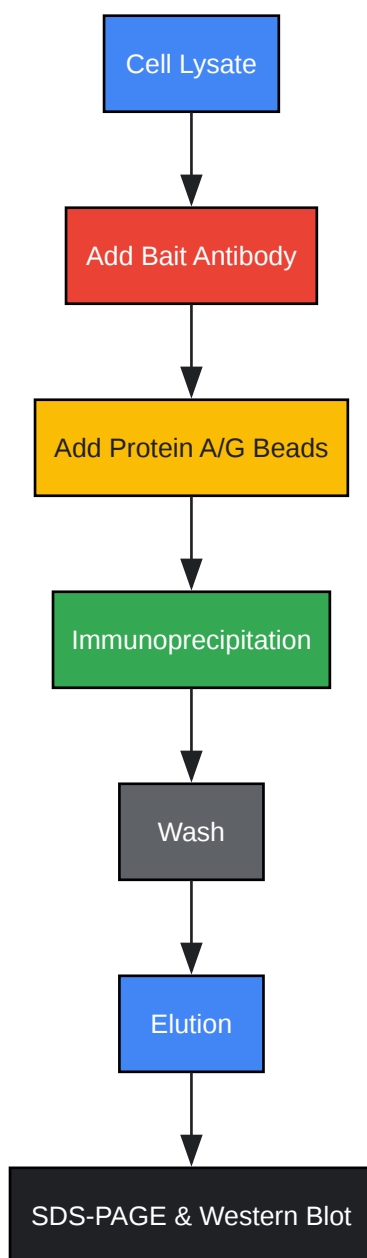 Cell Lysate
Add Bait Antibody
Add Protein A/G Beads
Immunoprecipitation
Wash
Elution
SDS-PAGE & Western Blot